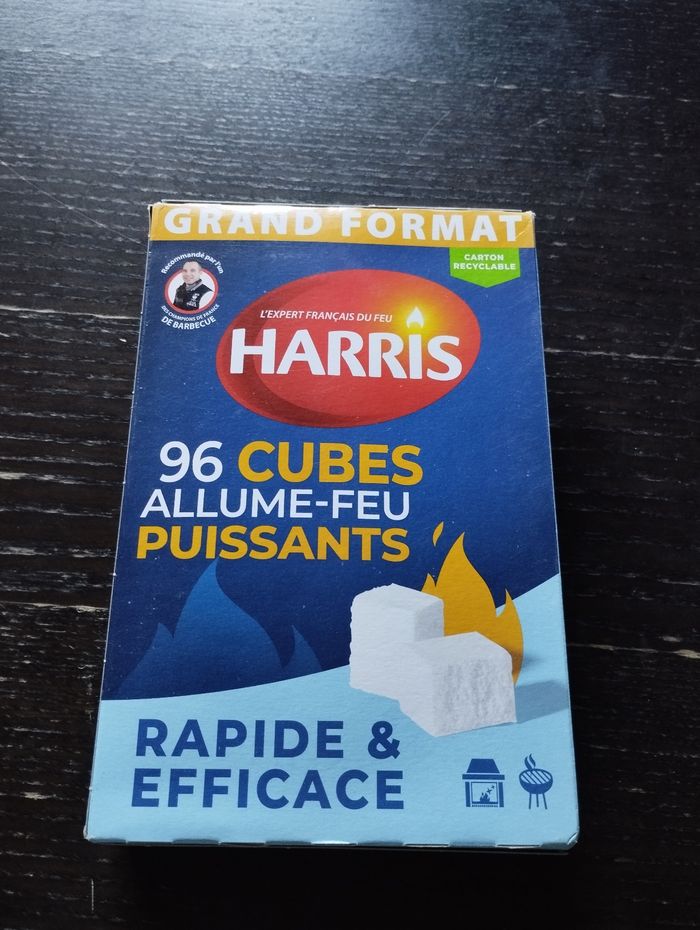 GRAND FORMAT
CARTON
RECYCLABLE
Recommandé par l'un
DES CHAMPIONS DE FRANCE
DE BARBECUE
L'EXPERT FRANÇAIS DU FEU
HARRIS
96 CUBES
ALLUME-FEU
PUISSANTS
RAPIDE &
EFFICACE